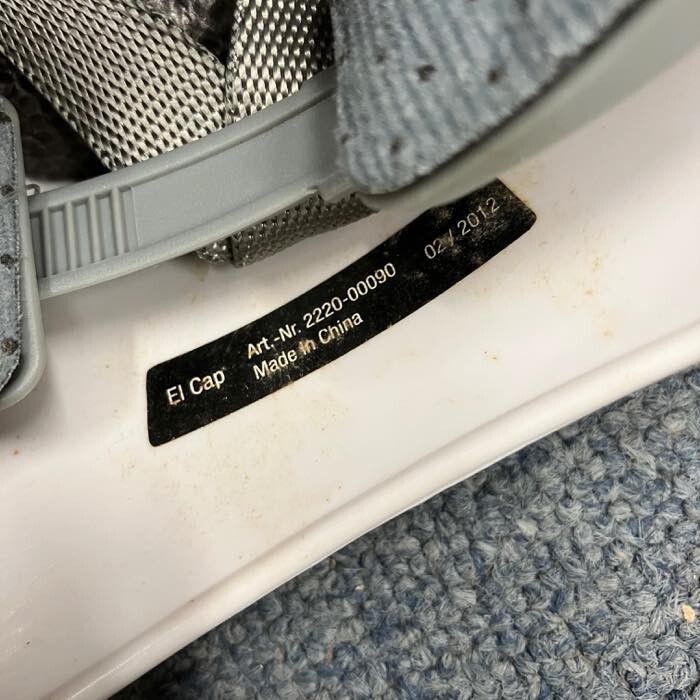 El Cap
Art.-Nr. 2220-00090
Made in China
02 / 2012